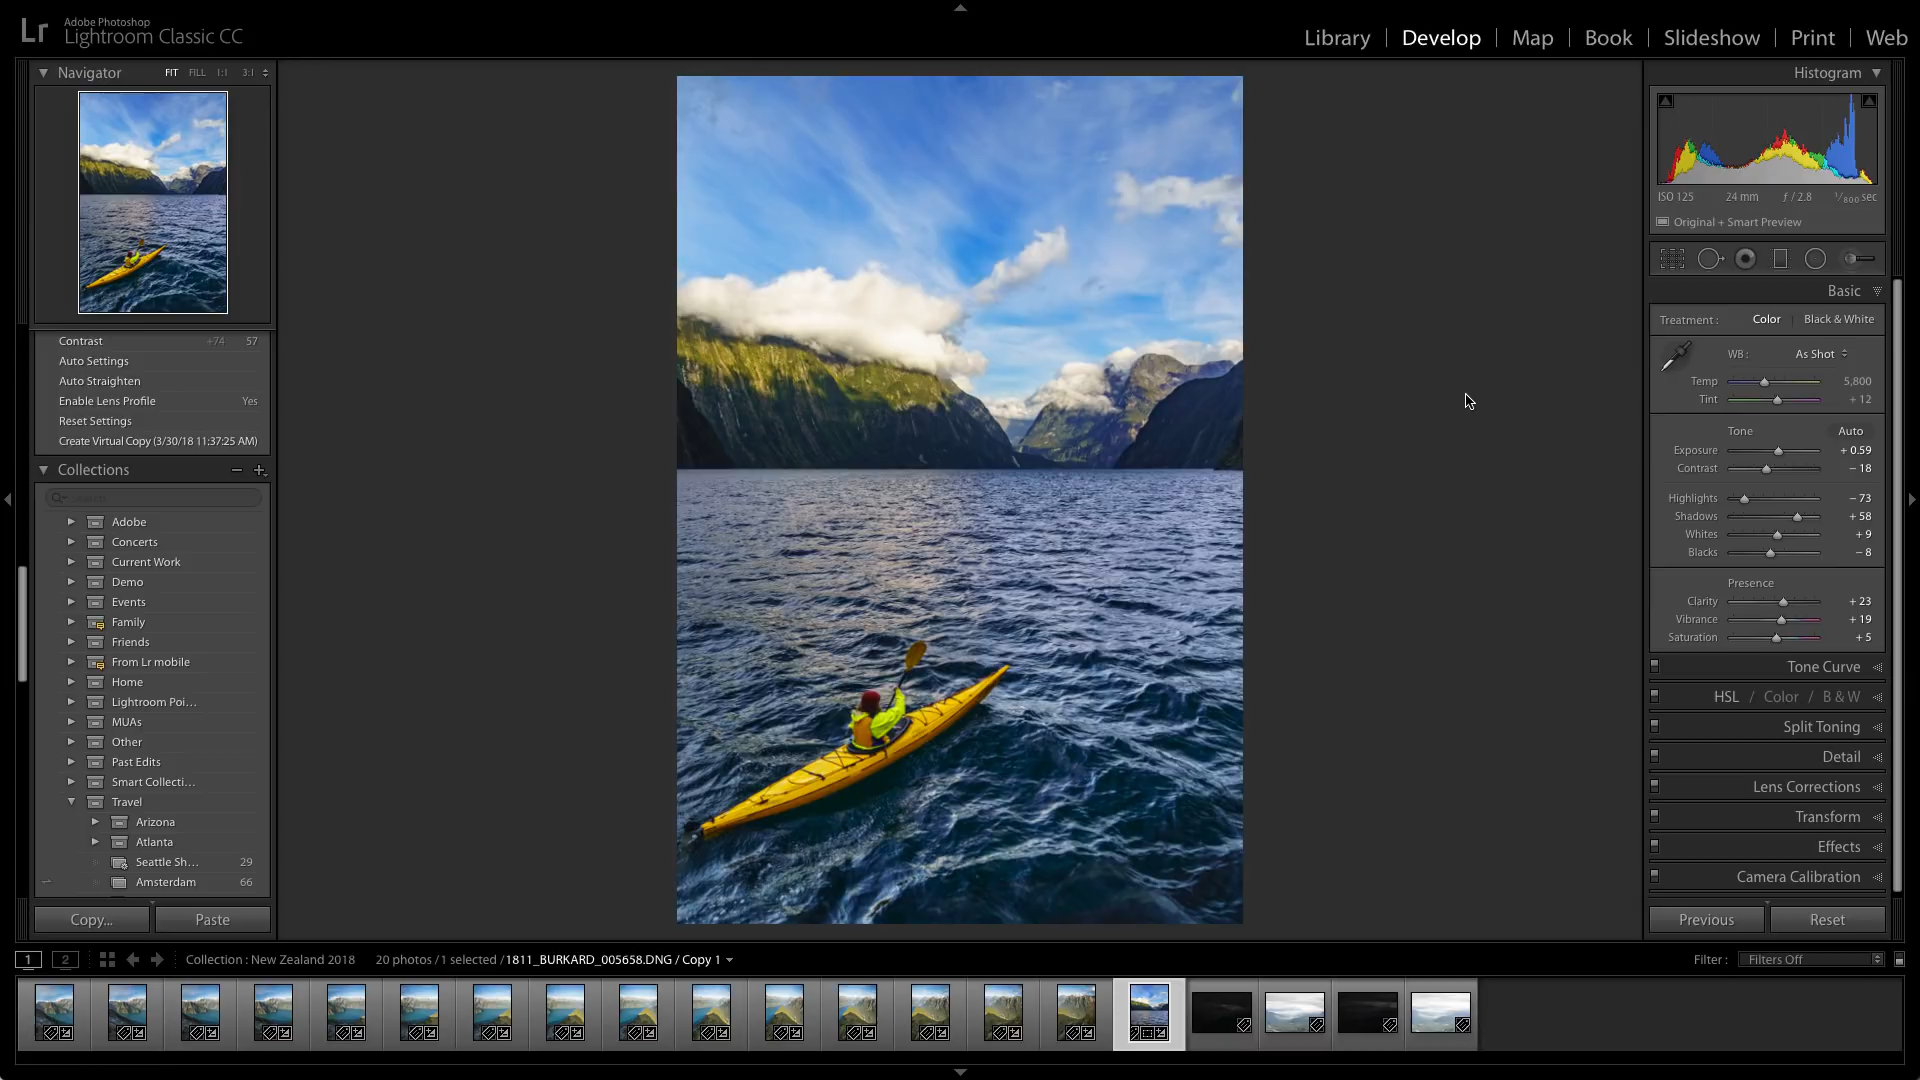 Lr Adobe Photoshop
Lightroom Classic CC
Library | Develop | Map | Book | Slideshow | Print | Web
Navigator FIT FILL 1:1 3:1
Contrast +74 57
Auto Settings
Auto Straighten
Enable Lens Profile Yes
Reset Settings
Create Virtual Copy (3/30/18 11:37:25 AM)
Collections
Adobe
Concerts
Current Work
Demo
Events
Family
Friends
From Lr mobile
Home
Lightroom Poi...
MUAs
Other
Past Edits
Smart Collecti...
Travel
Arizona
Atlanta
Seattle Sh... 29
Amsterdam 66
Copy... Paste
Histogram
ISO 125 24 mm ƒ / 2.8 1/800 sec
Original + Smart Preview
Basic
Treatment : Color | Black & White
WB : As Shot
Temp 5,800
Tint + 12
Tone Auto
Exposure + 0.59
Contrast – 18
Highlights – 73
Shadows + 58
Whites + 9
Blacks – 8
Presence
Clarity + 23
Vibrance + 19
Saturation + 5
Tone Curve
HSL / Color / B & W
Split Toning
Detail
Lens Corrections
Transform
Effects
Camera Calibration
Previous Reset
1 2 Collection : New Zealand 2018 20 photos / 1 selected / 1811_BURKARD_005658.DNG / Copy 1 Filter : Filters Off